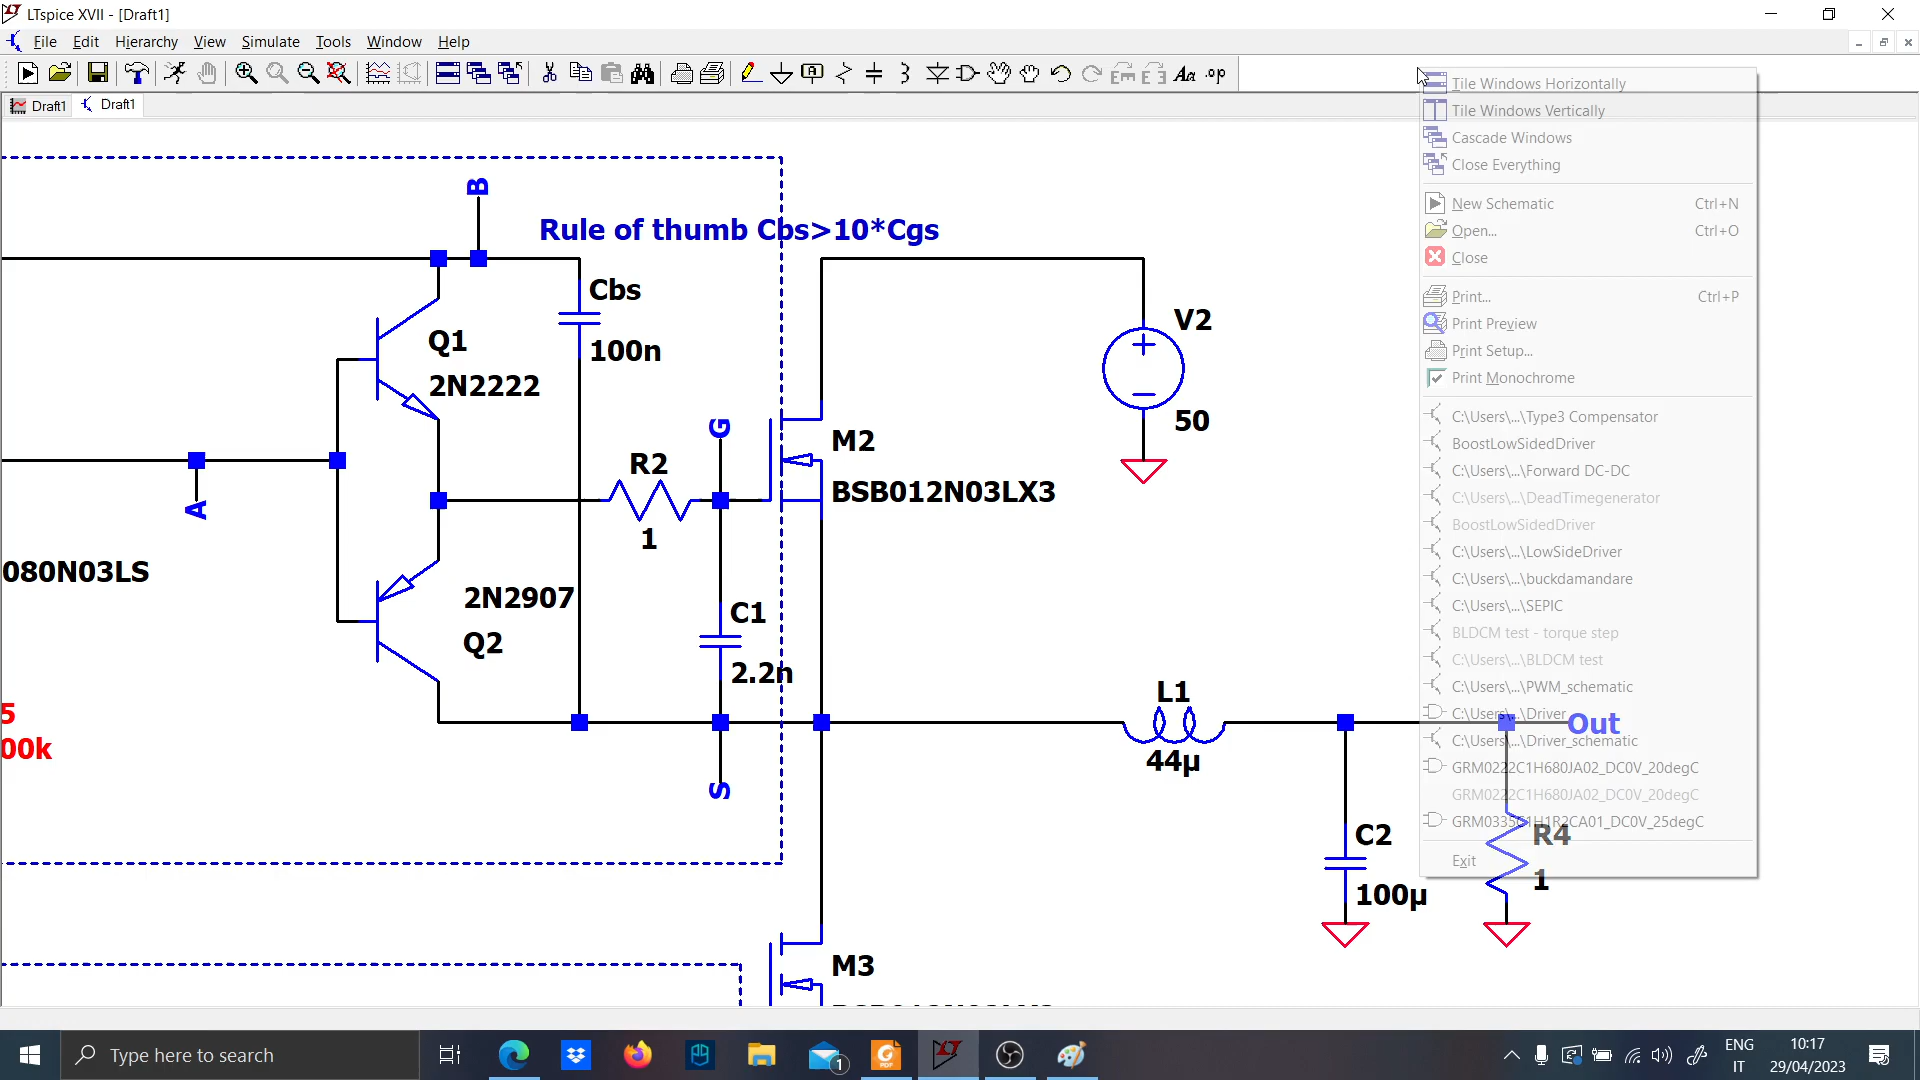 LTspice XVII - [Draft1]
File Edit Hierarchy View Simulate Tools Window Help
Draft1 Draft1
Tile Windows Horizontally
Tile Windows Vertically
Cascade Windows
Close Everything
New Schematic Ctrl+N
Open... Ctrl+O
Close
Print... Ctrl+P
Print Preview
Print Setup...
Print Monochrome
C:\Users\...\Type3 Compensator
BoostLowSidedDriver
C:\Users\...\Forward DC-DC
C:\Users\...\DeadTimegenerator
BoostLowSidedDriver
C:\Users\...\LowSideDriver
C:\Users\...\buckdamandare
C:\Users\...\SEPIC
BLDCM test - torque step
C:\Users\...\BLDCM test
C:\Users\...\PWM_schematic
C:\Users\...\Driver
C:\Users\...\Driver_schematic
GRM0222C1H680JA02_DC0V_20degC
GRM0222C1H680JA02_DC0V_20degC
GRM0335C1H1R2CA01_DC0V_25degC
Exit
B
Rule of thumb Cbs>10*Cgs
Cbs
100n
Q1
2N2222
V2
50
G
M2
BSB012N03LX3
R2
1
A
080N03LS
2N2907
Q2
C1
2.2n
5
00k
S
L1
44µ
Out
C2
100µ
R4
1
M3
Type here to search
1
ENG
IT
10:17
29/04/2023